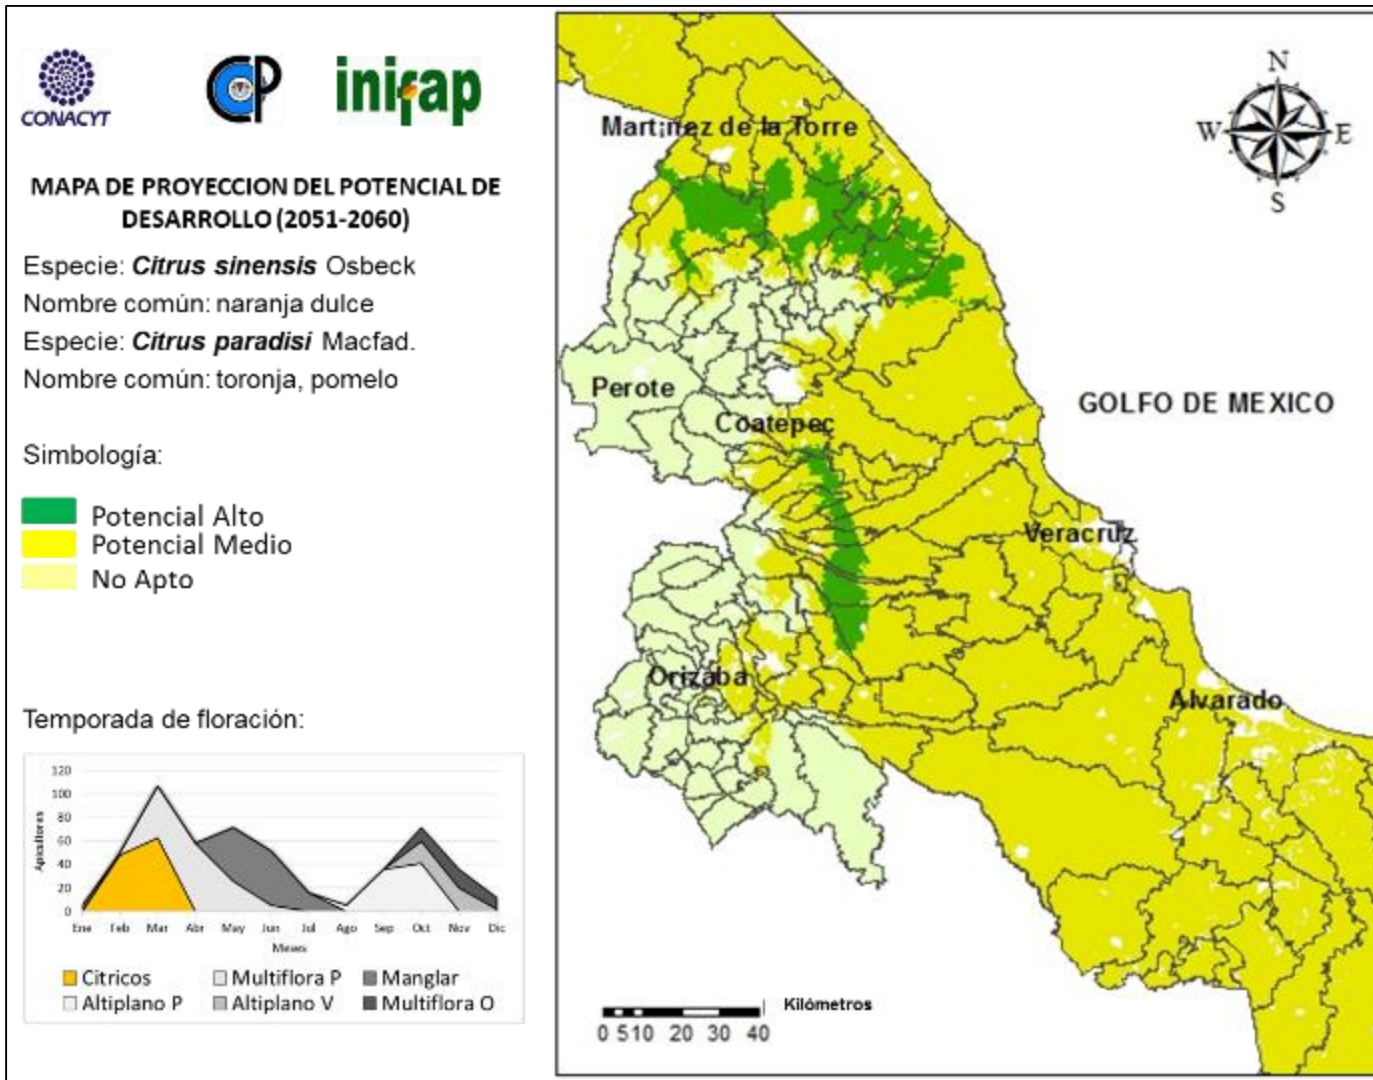 CONACYT
CP
inifap
MAPA DE PROYECCION DEL POTENCIAL DE
DESARROLLO (2051-2060)
Especie: Citrus sinensis Osbeck
Nombre común: naranja dulce
Especie: Citrus paradisi Macfad.
Nombre común: toronja, pomelo
Simbología:
Potencial Alto
Potencial Medio
No Apto
Temporada de floración:
120
100
80
60
40
20
0
Apicultores
Ene Feb Mar Abr May Jun Jul Ago Sep Oct Nov Dic
Meses
Citricos Multiflora P Manglar
Altiplano P Altiplano V Multiflora O
N
W E
S
Mart¡nez de la Torre
Perote
GOLFO DE MEXICO
Coatepec
Veracruz
Orizaba
Alvarado
Kilómetros
0 5 10 20 30 40